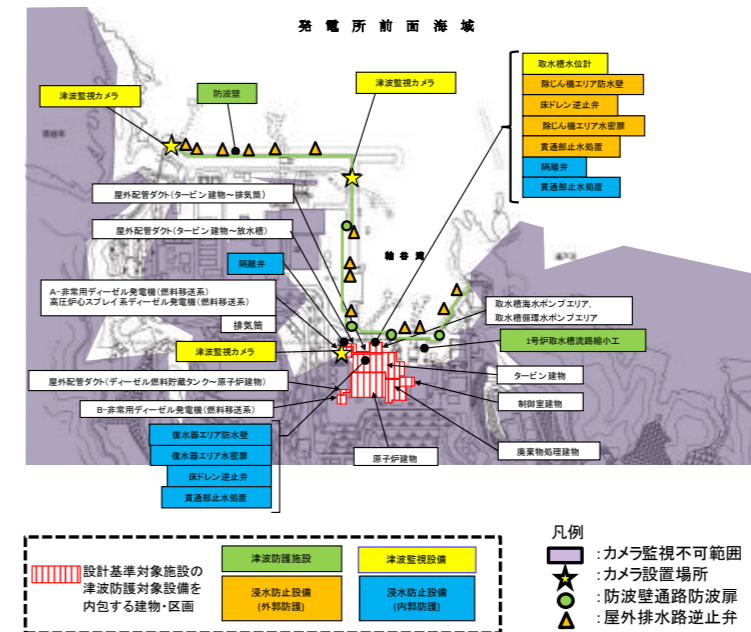 発電所前面海域
津波監視カメラ
防波壁
津波監視カメラ
取水槽水位計
除じん機エリア防水壁
床ドレン逆止弁
除じん機エリア水密扉
貫通部止水処置
隔離弁
貫通部止水処置
屋外配管ダクト(タービン建物～排気筒)
屋外配管ダクト(タービン建物～放水槽)
輪谷湾
隔離弁
A-非常用ディーゼル発電機(燃料移送系)
高圧炉心スプレイ系ディーゼル発電機(燃料移送系)
取水槽海水ポンプエリア,
取水槽循環水ポンプエリア
排気筒
1号炉取水槽流路縮小工
津波監視カメラ
タービン建物
屋外配管ダクト(ディーゼル燃料貯蔵タンク～原子炉建物)
制御室建物
B-非常用ディーゼル発電機(燃料移送系)
復水器エリア防水壁
復水器エリア水密扉
床ドレン逆止弁
貫通部止水処置
原子炉建物
廃棄物処理建物
設計基準対象施設の
津波防護対象設備を
内包する建物・区画
津波防護施設
津波監視設備
浸水防止設備
(外郭防護)
浸水防止設備
(内郭防護)
凡例
:カメラ監視不可範囲
:カメラ設置場所
:防波壁通路防波扉
:屋外排水路逆止弁